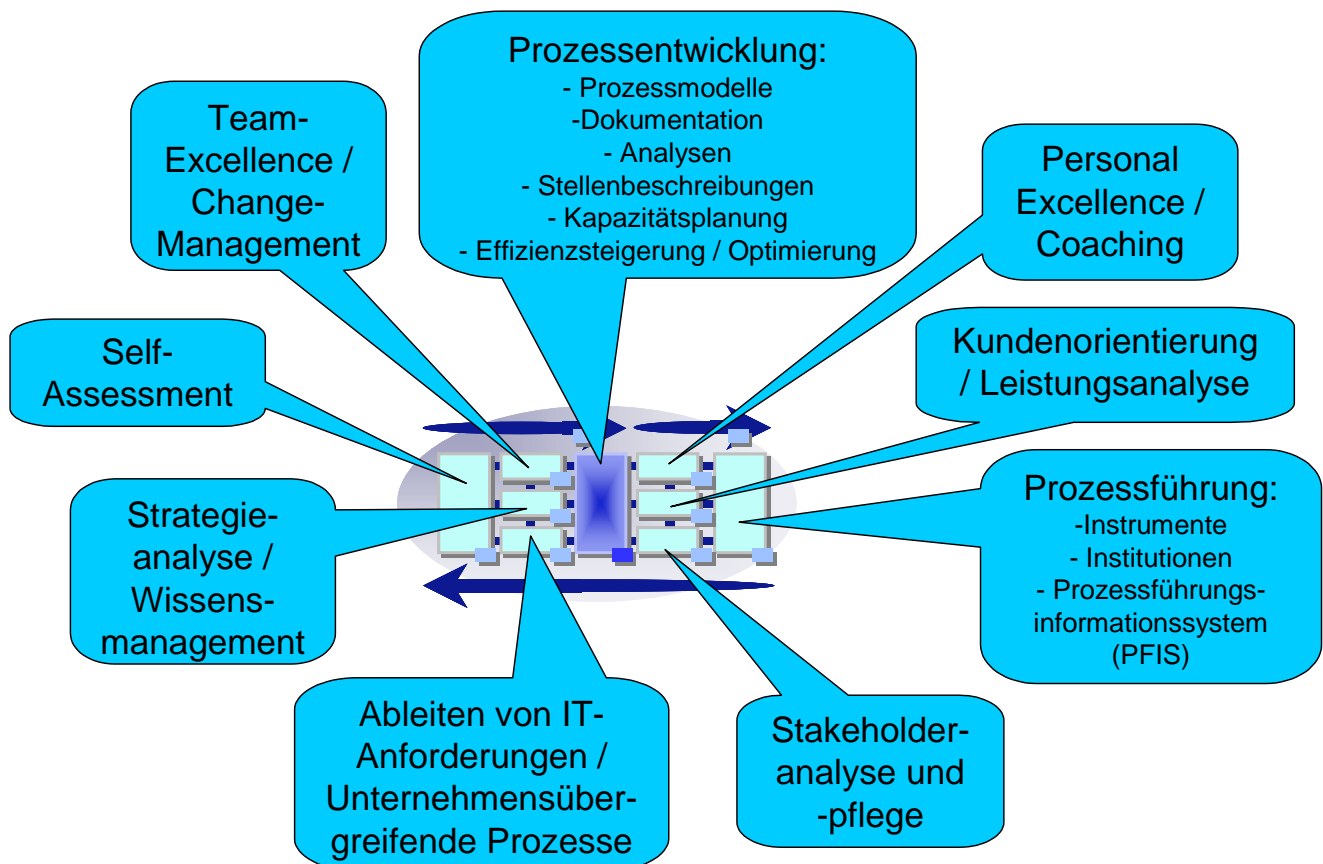 Prozessentwicklung:
- Prozessmodelle
-Dokumentation
- Analysen
- Stellenbeschreibungen
- Kapazitätsplanung
- Effizienzsteigerung / Optimierung
Team-
Excellence /
Change-
Management
Personal
Excellence /
Coaching
Self-
Assessment
Kundenorientierung
/ Leistungsanalyse
Strategie-
analyse /
Wissens-
management
Prozessführung:
-Instrumente
- Institutionen
- Prozessführungs-
informationssystem
(PFIS)
Ableiten von IT-
Anforderungen /
Unternehmensüber-
greifende Prozesse
Stakeholder-
analyse und
-pflege